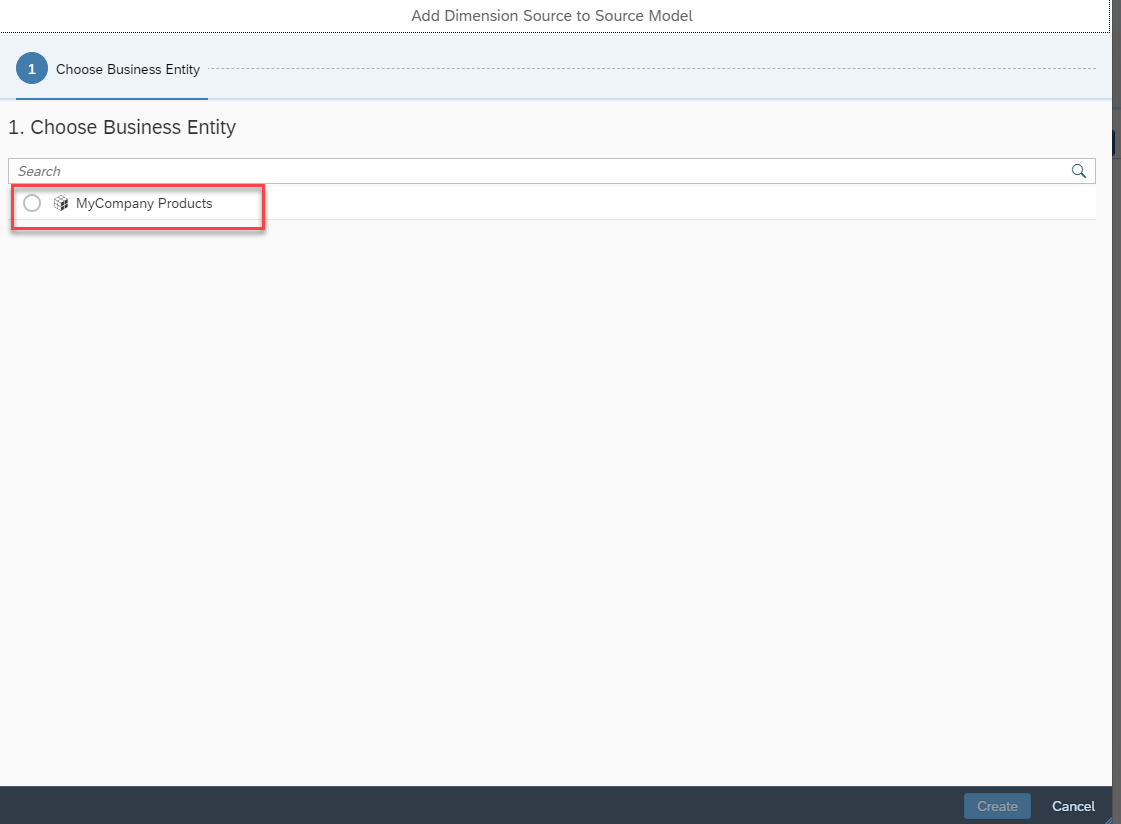 Add Dimension Source to Source Model
1 Choose Business Entity
1. Choose Business Entity
Search
MyCompany Products
Create Cancel